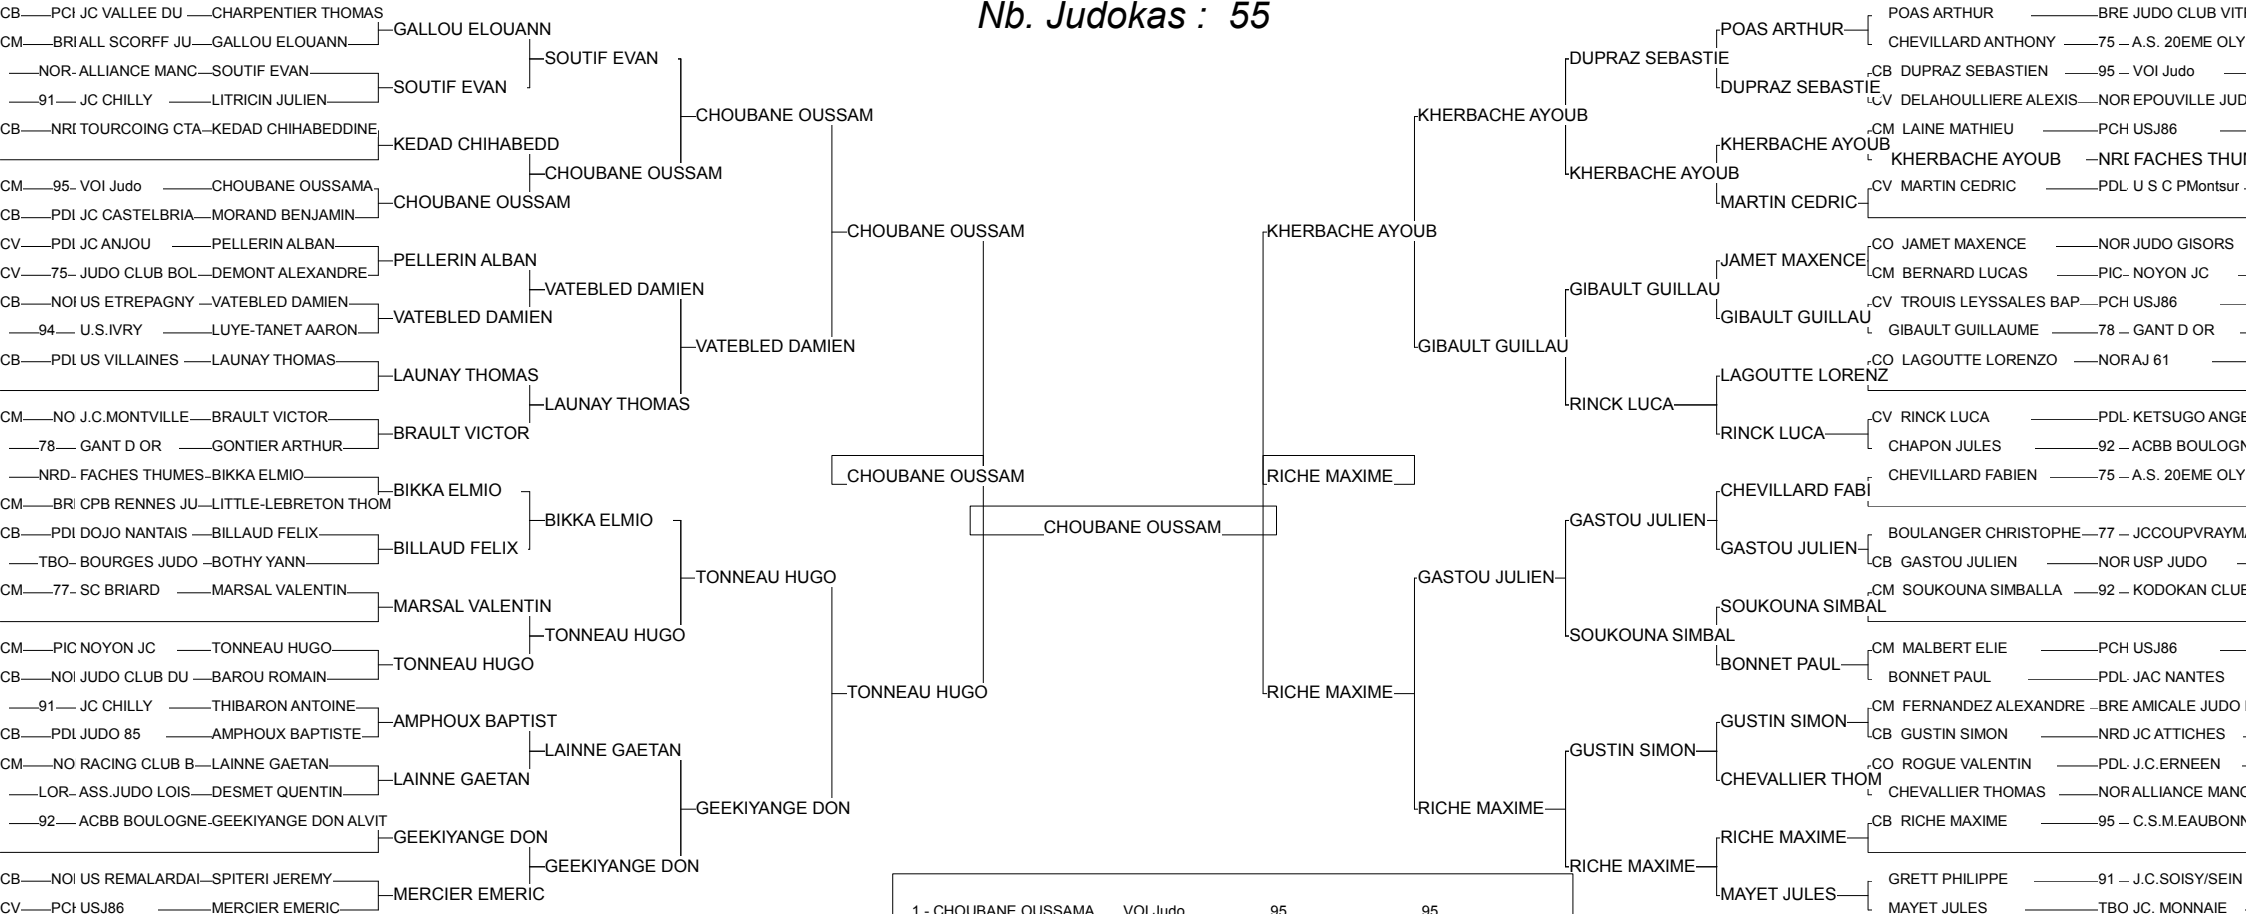 Nb. Judokas : 55
CB PCH JC VALLEE DU CHARPENTIER THOMAS
CM BRE ALL SCORFF JU GALLOU ELOUANN
NOR ALLIANCE MANC SOUTIF EVAN
91 JC CHILLY LITRICIN JULIEN
CB NRD TOURCOING CTA KEDAD CHIHABEDDINE
CM 95 VOI Judo CHOUBANE OUSSAMA
CB PDL JC CASTELBRIA MORAND BENJAMIN
CV PDL JC ANJOU PELLERIN ALBAN
CV 75 JUDO CLUB BOL DEMONT ALEXANDRE
CB NOR US ETREPAGNY VATEBLED DAMIEN
94 U.S.IVRY LUYE-TANET AARON
CB PDL US VILLAINES LAUNAY THOMAS
CM NO J.C.MONTVILLE BRAULT VICTOR
78 GANT D OR GONTIER ARTHUR
NRD FACHES THUMES BIKKA ELMIO
CM BR CPB RENNES JU LITTLE-LEBRETON THOM
CB PDL DOJO NANTAIS BILLAUD FELIX
TBO BOURGES JUDO BOTHY YANN
CM 77 SC BRIARD MARSAL VALENTIN
CM PIC NOYON JC TONNEAU HUGO
CB NO JUDO CLUB DU BAROU ROMAIN
91 JC CHILLY THIBARON ANTOINE
CB PDL JUDO 85 AMPHOUX BAPTISTE
CM NO RACING CLUB B LAINNE GAETAN
LOR ASS.JUDO LOIS DESMET QUENTIN
92 ACBB BOULOGNE GEEKIYANGE DON ALVIT
CB NO US REMALARDAI SPITERI JEREMY
CV PCH USJ86 MERCIER EMERIC
GALLOU ELOUANN
SOUTIF EVAN
KEDAD CHIHABEDD
CHOUBANE OUSSAM
PELLERIN ALBAN
VATEBLED DAMIEN
LAUNAY THOMAS
BRAULT VICTOR
BIKKA ELMIO
BILLAUD FELIX
MARSAL VALENTIN
TONNEAU HUGO
AMPHOUX BAPTIST
LAINNE GAETAN
GEEKIYANGE DON
MERCIER EMERIC
SOUTIF EVAN
CHOUBANE OUSSAM
VATEBLED DAMIEN
LAUNAY THOMAS
BIKKA ELMIO
TONNEAU HUGO
LAINNE GAETAN
GEEKIYANGE DON
CHOUBANE OUSSAM
VATEBLED DAMIEN
TONNEAU HUGO
GEEKIYANGE DON
CHOUBANE OUSSAM
TONNEAU HUGO
CHOUBANE OUSSAM
CHOUBANE OUSSAM
RICHE MAXIME
KHERBACHE AYOUB
RICHE MAXIME
KHERBACHE AYOUB
GIBAULT GUILLAU
GASTOU JULIEN
RICHE MAXIME
DUPRAZ SEBASTIE
KHERBACHE AYOUB
GIBAULT GUILLAU
RINCK LUCA
GASTOU JULIEN
SOUKOUNA SIMBAL
GUSTIN SIMON
RICHE MAXIME
POAS ARTHUR
DUPRAZ SEBASTIE
KHERBACHE AYOUB
MARTIN CEDRIC
JAMET MAXENCE
GIBAULT GUILLAU
LAGOUTTE LORENZ
RINCK LUCA
CHEVILLARD FABI
GASTOU JULIEN
SOUKOUNA SIMBAL
BONNET PAUL
GUSTIN SIMON
CHEVALLIER THOM
RICHE MAXIME
MAYET JULES
POAS ARTHUR BRE JUDO CLUB VIT
CHEVILLARD ANTHONY 75 A.S. 20EME OLY
CB DUPRAZ SEBASTIEN 95 VOI Judo
CV DELAHOULLIERE ALEXIS NOR EPOUVILLE JUD
CM LAINE MATHIEU PCH USJ86
KHERBACHE AYOUB NRD FACHES THUM
CV MARTIN CEDRIC PDL U S C PMontsur
CO JAMET MAXENCE NOR JUDO GISORS
CM BERNARD LUCAS PIC NOYON JC
CV TROUIS LEYSSALES BAP PCH USJ86
GIBAULT GUILLAUME 78 GANT D OR
CO LAGOUTTE LORENZO NOR AJ 61
CV RINCK LUCA PDL KETSUGO ANGE
CHAPON JULES 92 ACBB BOULOGN
CHEVILLARD FABIEN 75 A.S. 20EME OLY
BOULANGER CHRISTOPHE 77 JCCOUPVRAYMA
CB GASTOU JULIEN NOR USP JUDO
CM SOUKOUNA SIMBALLA 92 KODOKAN CLUB
CM MALBERT ELIE PCH USJ86
BONNET PAUL PDL JAC NANTES
CM FERNANDEZ ALEXANDRE BRE AMICALE JUDO
CB GUSTIN SIMON NRD JC ATTICHES
CO ROGUE VALENTIN PDL J.C.ERNEEN
CHEVALLIER THOMAS NOR ALLIANCE MANC
CB RICHE MAXIME 95 C.S.M.EAUBONN
GRETT PHILIPPE 91 J.C.SOISY/SEIN
MAYET JULES TBO JC. MONNAIE
1 - CHOUBANE OUSSAMA VOI Judo 95 95